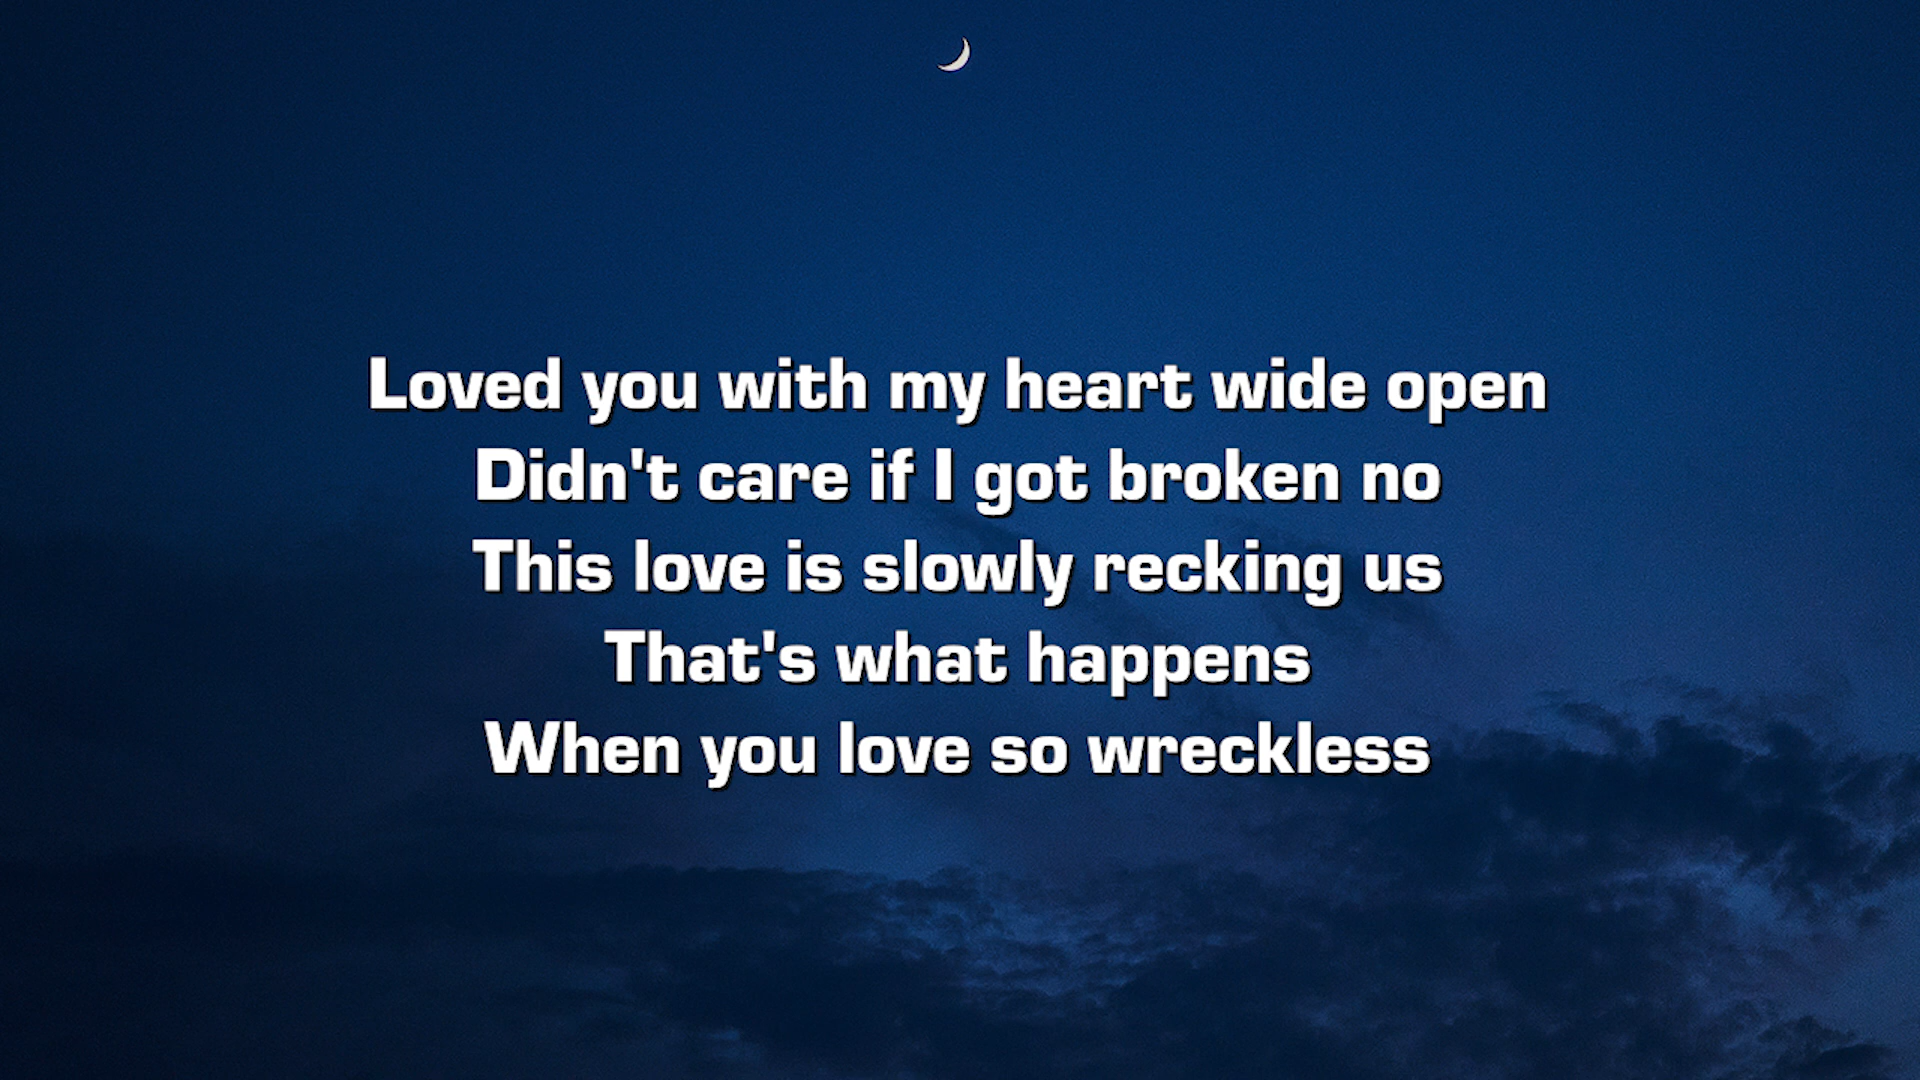 Loved you with my heart wide open
Didn't care if I got broken no
This love is slowly recking us
That's what happens
When you love so wreckless